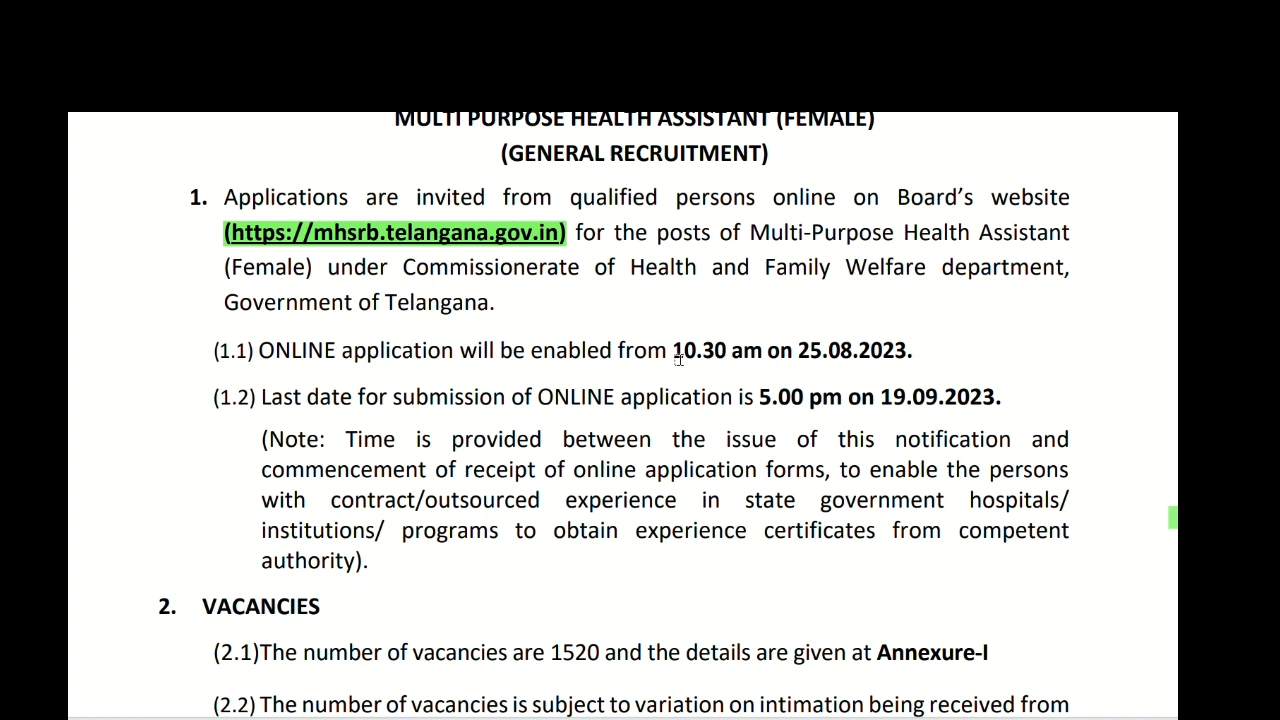 MULTI PURPOSE HEALTH ASSISTANT (FEMALE)
(GENERAL RECRUITMENT)
1. Applications are invited from qualified persons online on Board’s website
(https://mhsrb.telangana.gov.in) for the posts of Multi-Purpose Health Assistant
(Female) under Commissionerate of Health and Family Welfare department,
Government of Telangana.
(1.1) ONLINE application will be enabled from 10.30 am on 25.08.2023.
(1.2) Last date for submission of ONLINE application is 5.00 pm on 19.09.2023.
(Note: Time is provided between the issue of this notification and
commencement of receipt of online application forms, to enable the persons
with contract/outsourced experience in state government hospitals/
institutions/ programs to obtain experience certificates from competent
authority).
2. VACANCIES
(2.1)The number of vacancies are 1520 and the details are given at Annexure-I
(2.2) The number of vacancies is subject to variation on intimation being received from